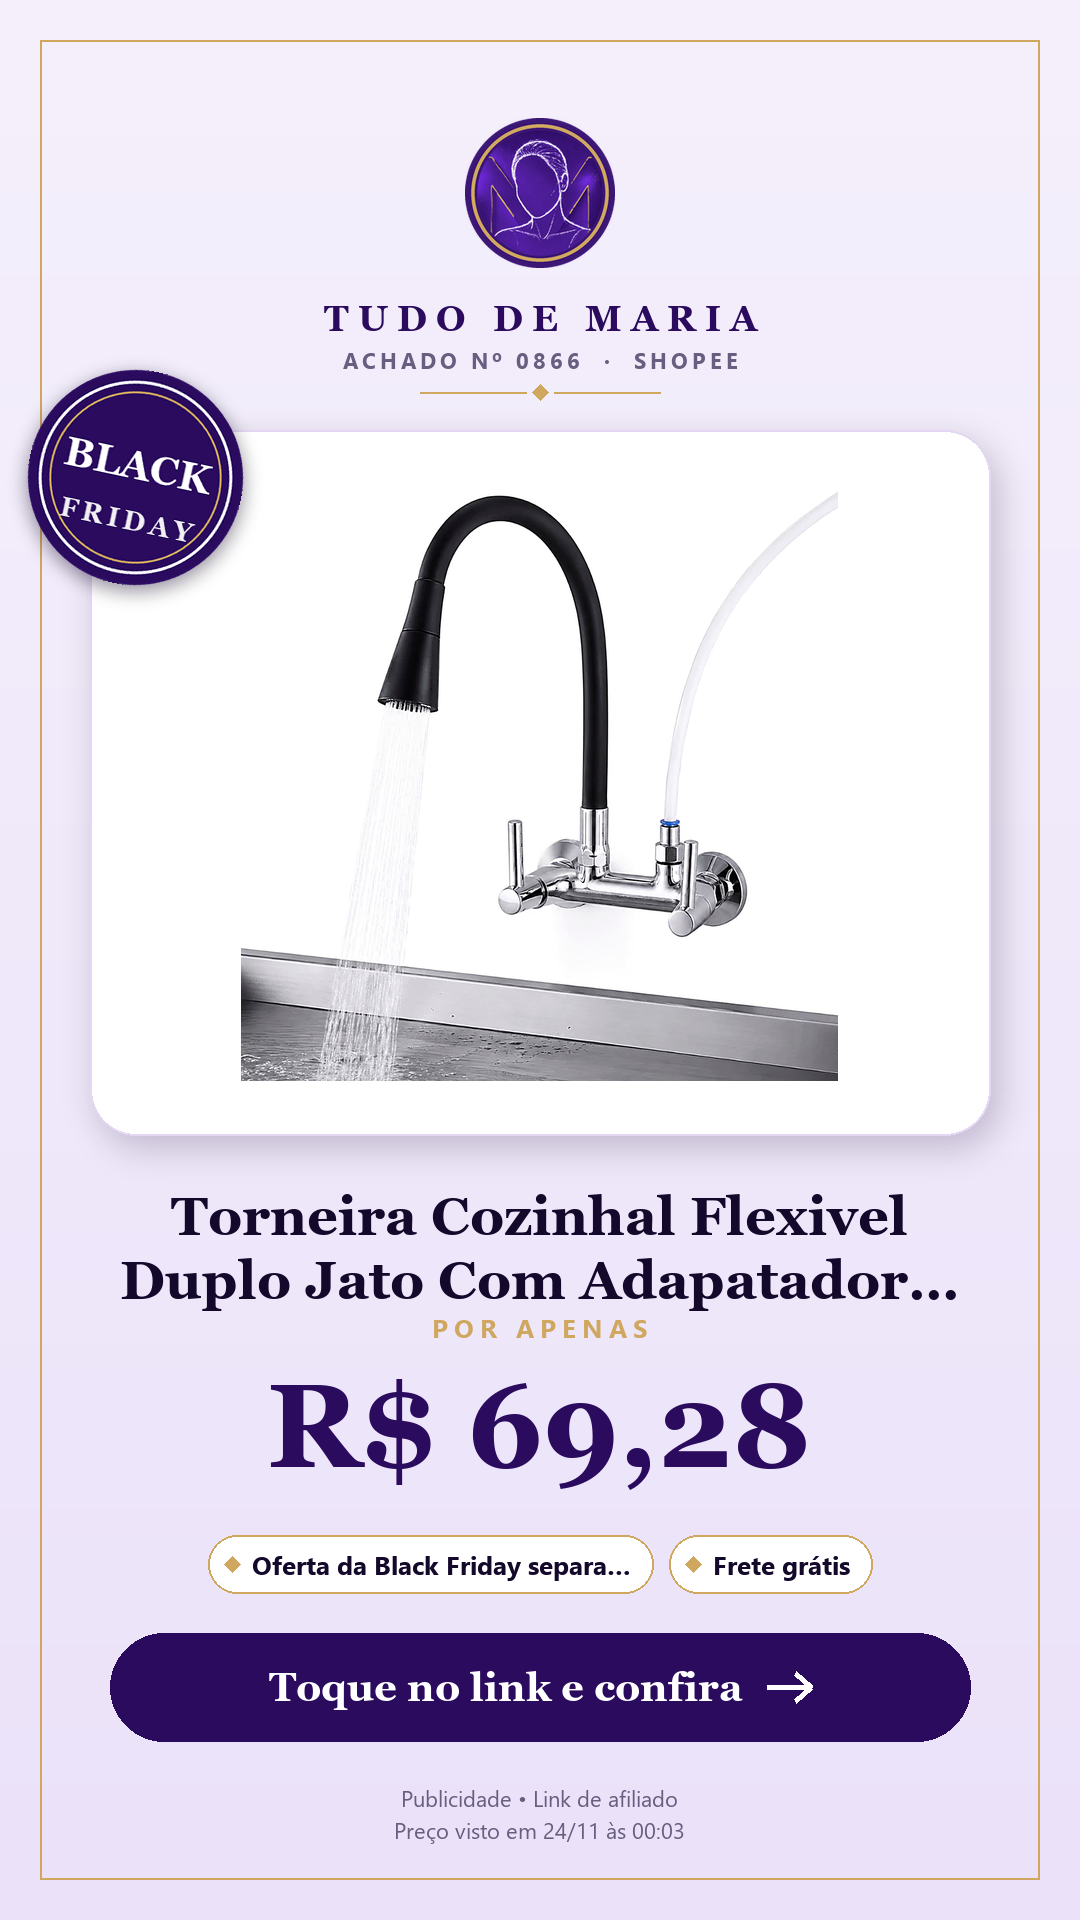 TUDO DE MARIA
ACHADO Nº 0866 · SHOPEE
BLACK
FRIDAY
Torneira Cozinhal Flexivel
Duplo Jato Com Adapatador...
POR APENAS
R$ 69,28
Oferta da Black Friday separa...
Frete grátis
Toque no link e confira →
Publicidade • Link de afiliado
Preço visto em 24/11 às 00:03